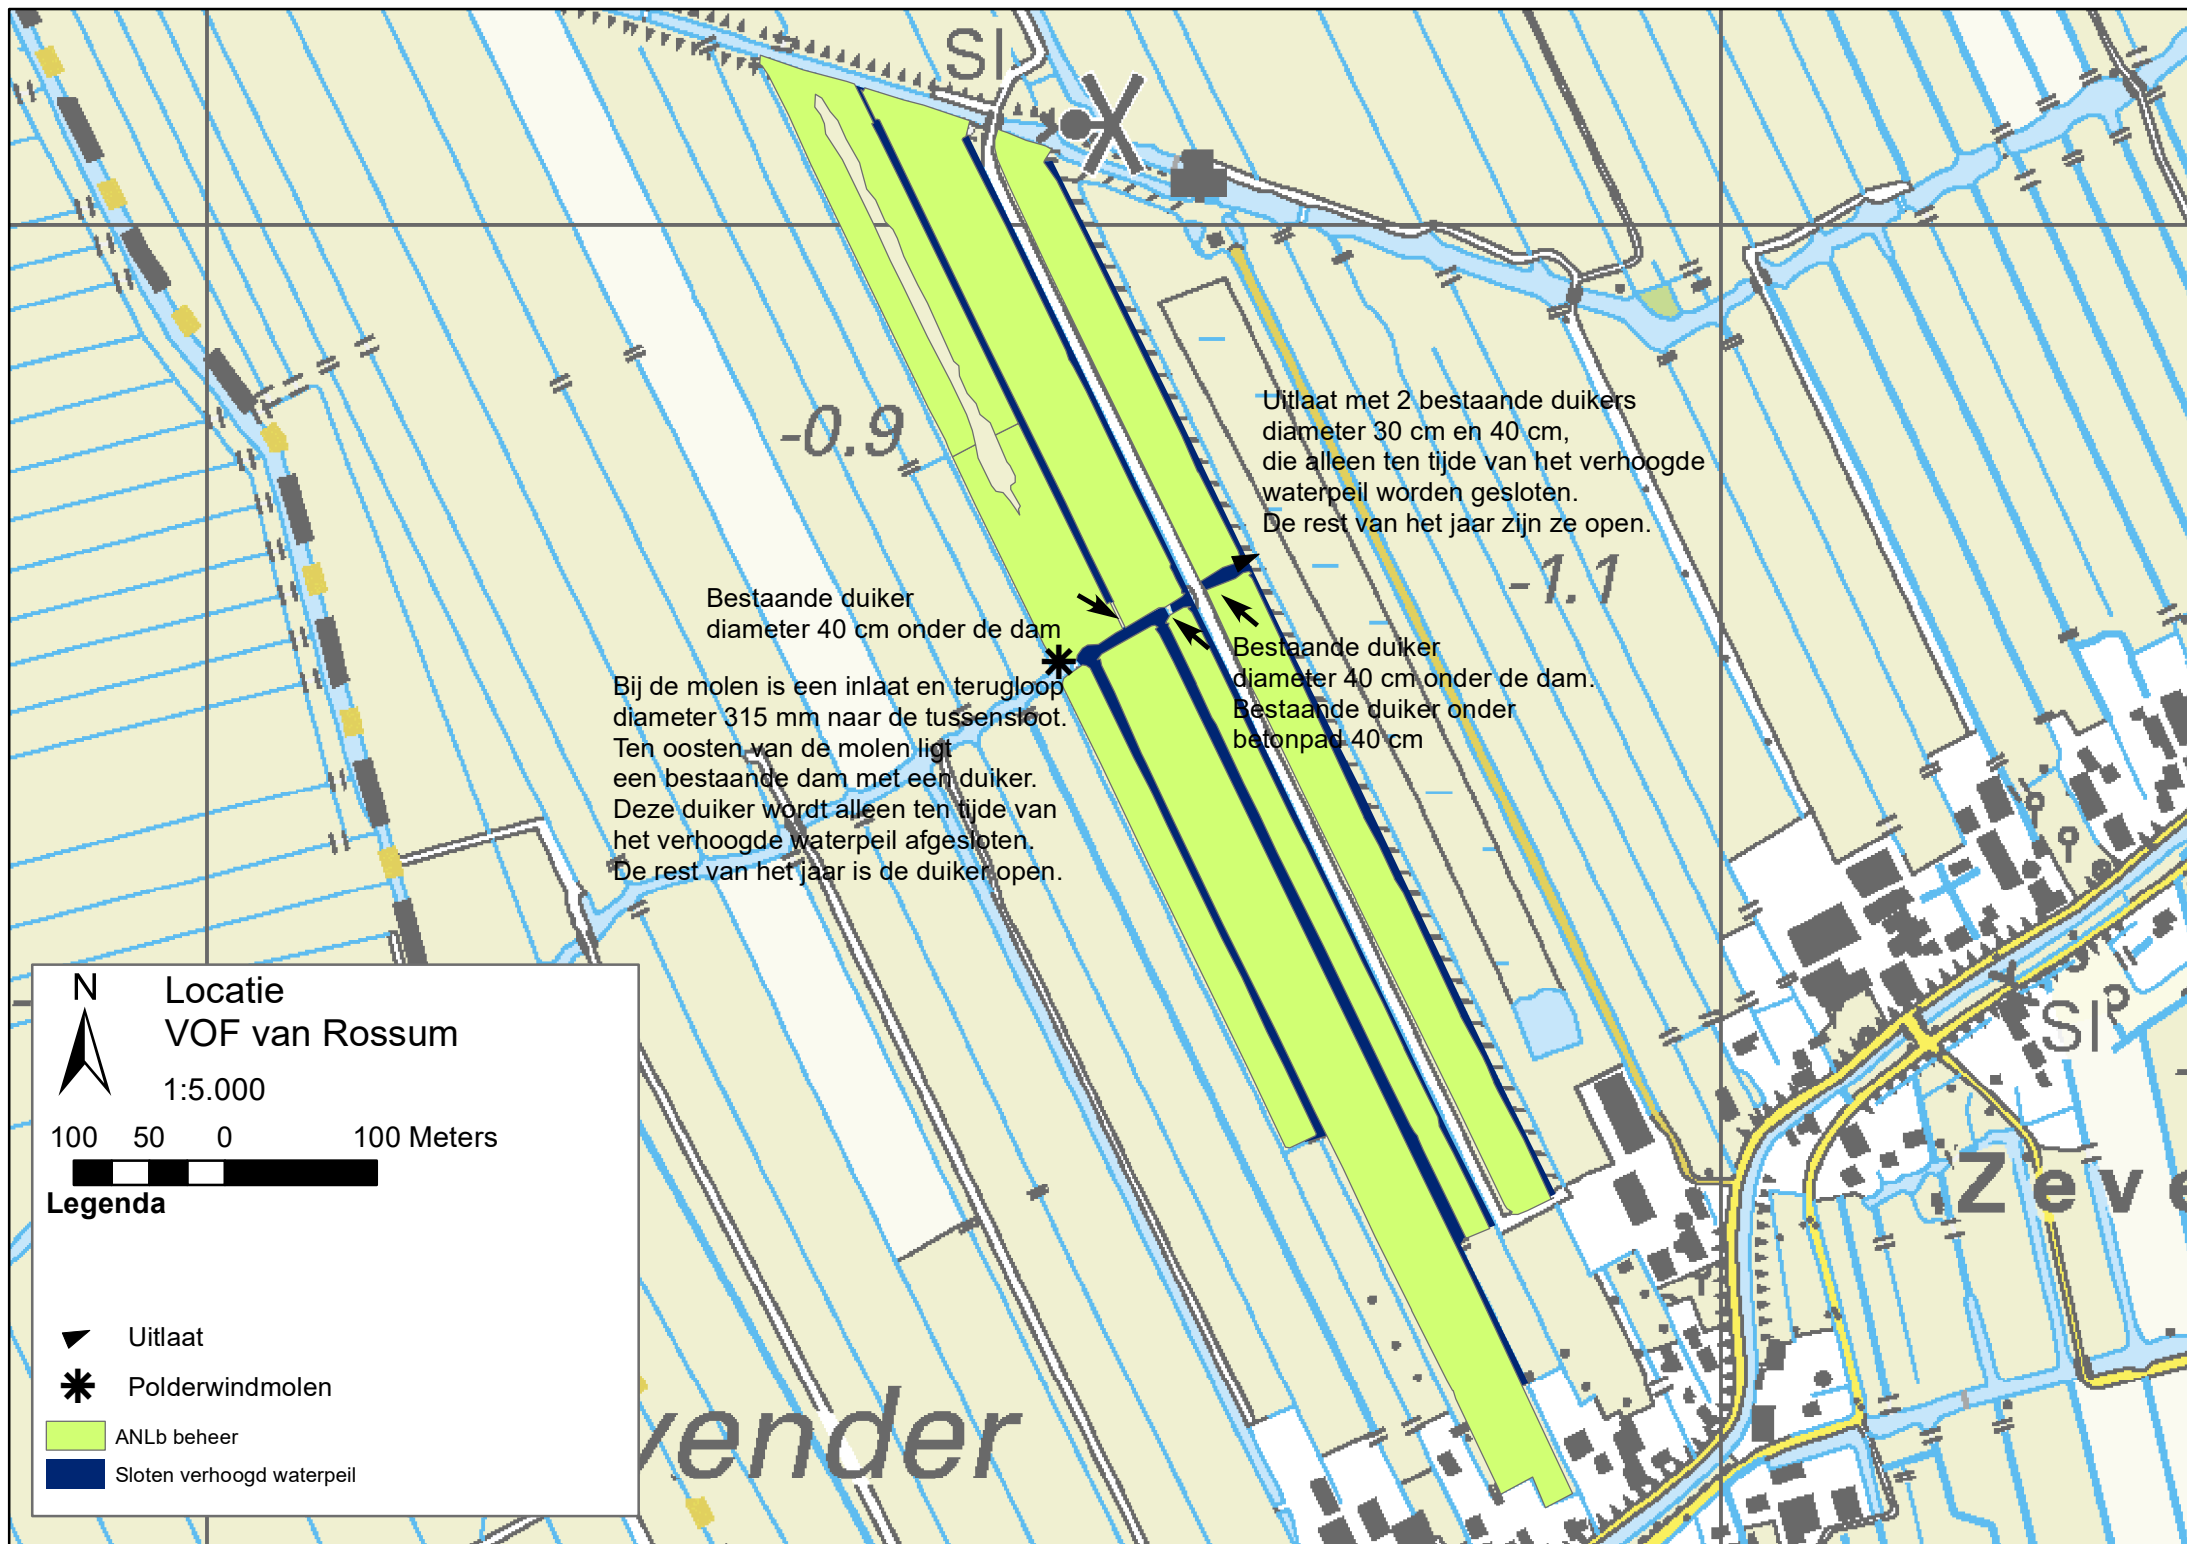 Sl
-0.9
Uitlaat met 2 bestaande duikers
diameter 30 cm en 40 cm,
die alleen ten tijde van het verhoogde
waterpeil worden gesloten.
De rest van het jaar zijn ze open.
-1.1
Bestaande duiker
diameter 40 cm onder de dam
Bestaande duiker
diameter 40 cm onder de dam.
Bestaande duiker onder
betonpad 40 cm
Bij de molen is een inlaat en terugloop
diameter 315 mm naar de tussensloot.
Ten oosten van de molen ligt
een bestaande dam met een duiker.
Deze duiker wordt alleen ten tijde van
het verhoogde waterpeil afgesloten.
De rest van het jaar is de duiker open.
Sl
Zeve
vender
N
Locatie
VOF van Rossum
1:5.000
100 50 0 100 Meters
Legenda
Uitlaat
Polderwindmolen
ANLb beheer
Sloten verhoogd waterpeil